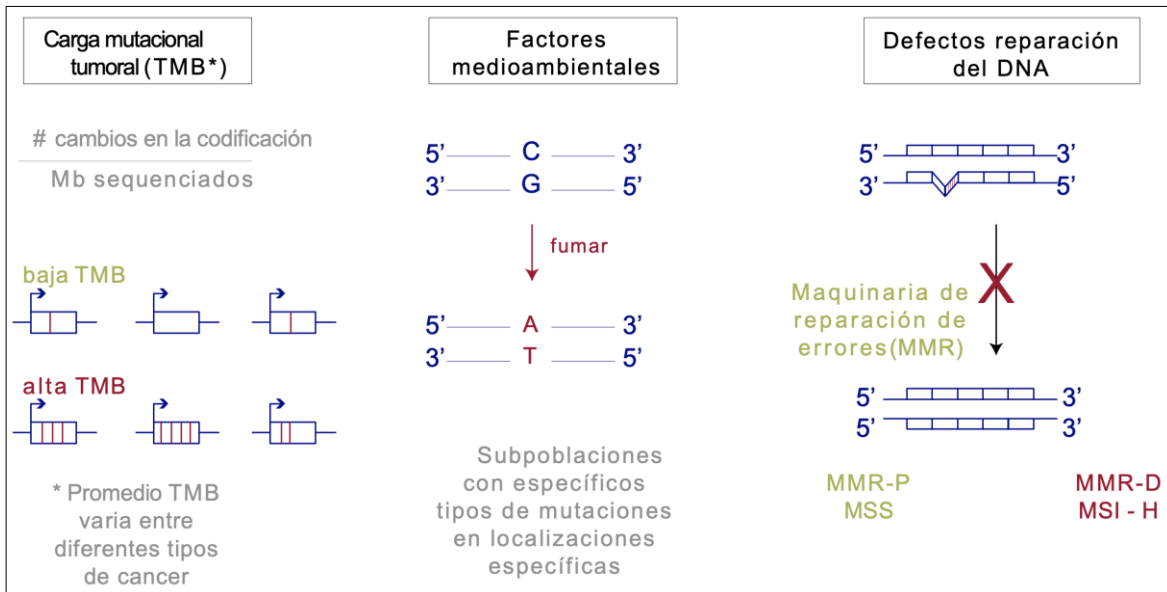 Carga mutacional
tumoral (TMB*)
# cambios en la codificación
Mb sequenciados
baja TMB
alta TMB
* Promedio TMB
varia entre
diferentes tipos
de cancer
Factores
medioambientales
5' C 3'
3' G 5'
fumar
5' A 3'
3' T 5'
Subpoblaciones
con específicos
tipos de mutaciones
en localizaciones
específicas
Defectos reparación
del DNA
5' 3'
3' 5'
X
Maquinaria de
reparación de
errores(MMR)
5' 3'
5' 3'
MMR-P
MSS
MMR-D
MSI - H